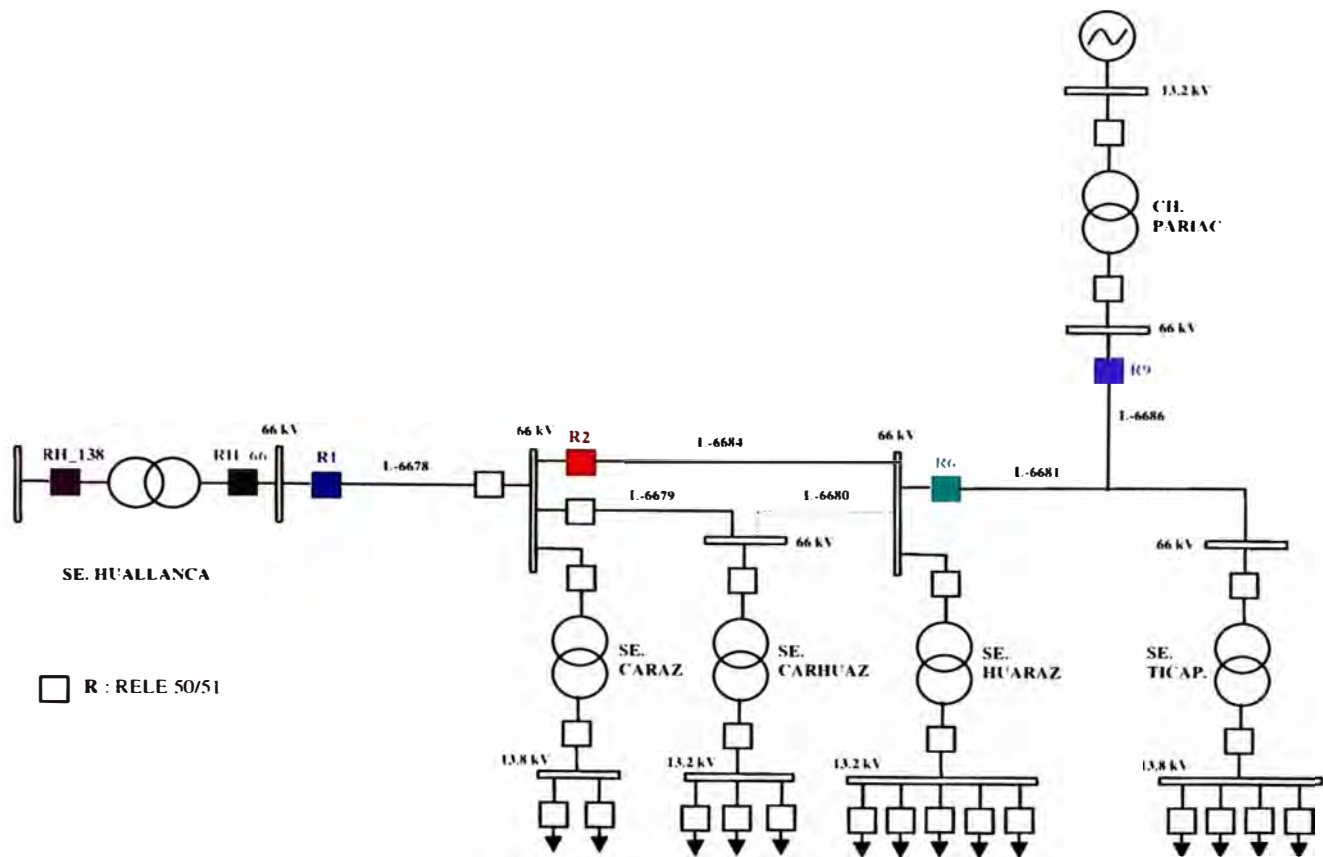 13.2 kV
CH.
PARIAC
66 kV
R9
L-6686
RH_138
RH_66
66 kV
R1
L-6678
66 kV
R2
L-6684
L-6679
L-6680
66 kV
66 kV
R6
L-6681
66 kV
SE. HUALLANCA
SE.
CARAZ
SE.
CARHUAZ
SE.
HUARAZ
SE.
TICAP.
R : RELE 50/51
13.8 kV
13.2 kV
13.2 kV
13.8 kV